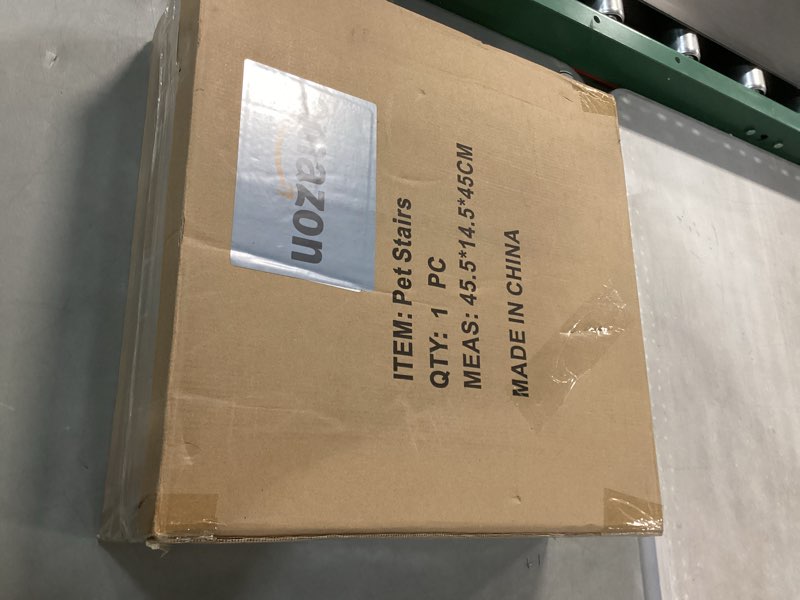 ITEM: Pet Stairs
QTY: 1 PC
MEAS: 45.5*14.5*45CM
MADE IN CHINA